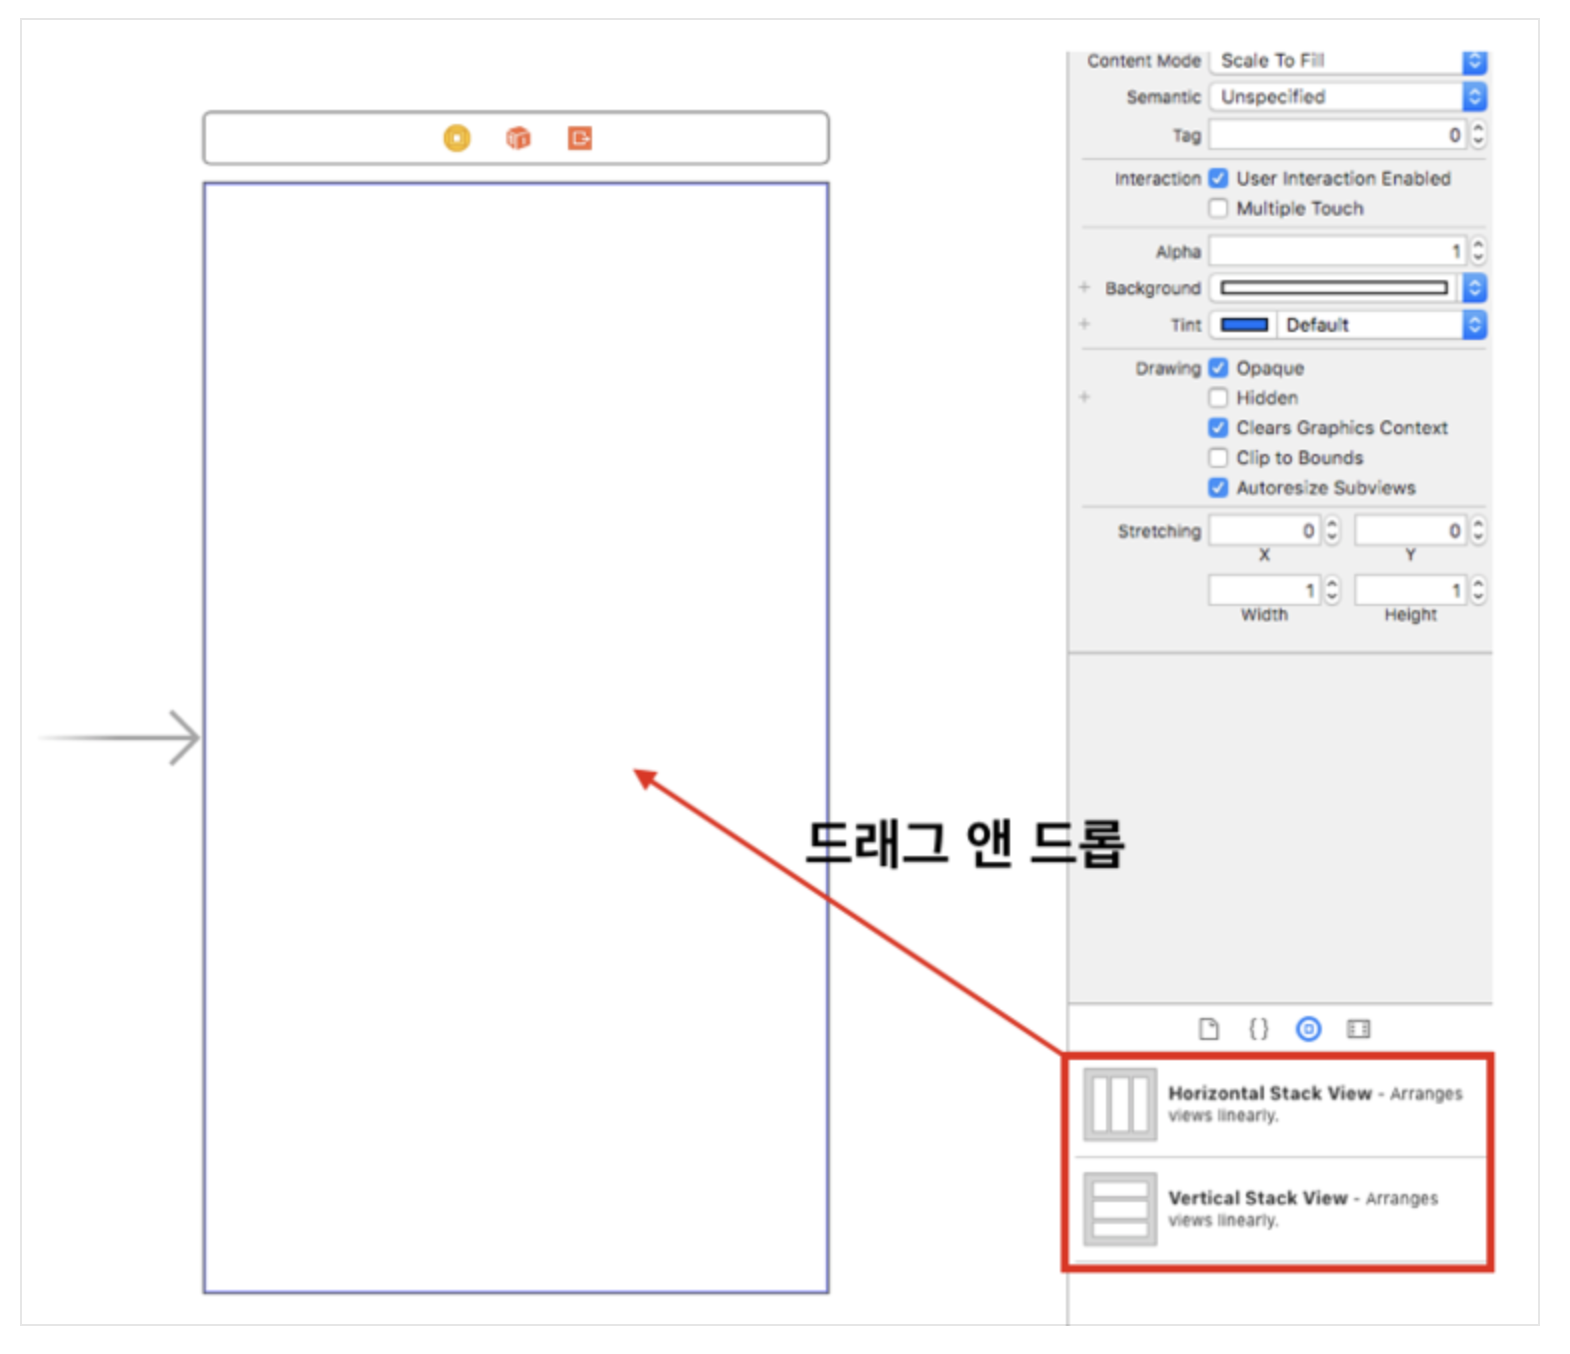 Content Mode Scale To Fill
Semantic Unspecified
Tag 0
Interaction User Interaction Enabled
Multiple Touch
Alpha 1
+ Background
+ Tint Default
Drawing Opaque
+ Hidden
Clears Graphics Context
Clip to Bounds
Autoresize Subviews
Stretching 0 0
X Y
1 1
Width Height
드래그 앤 드롭
{}
Horizontal Stack View - Arranges
views linearly.
Vertical Stack View - Arranges
views linearly.